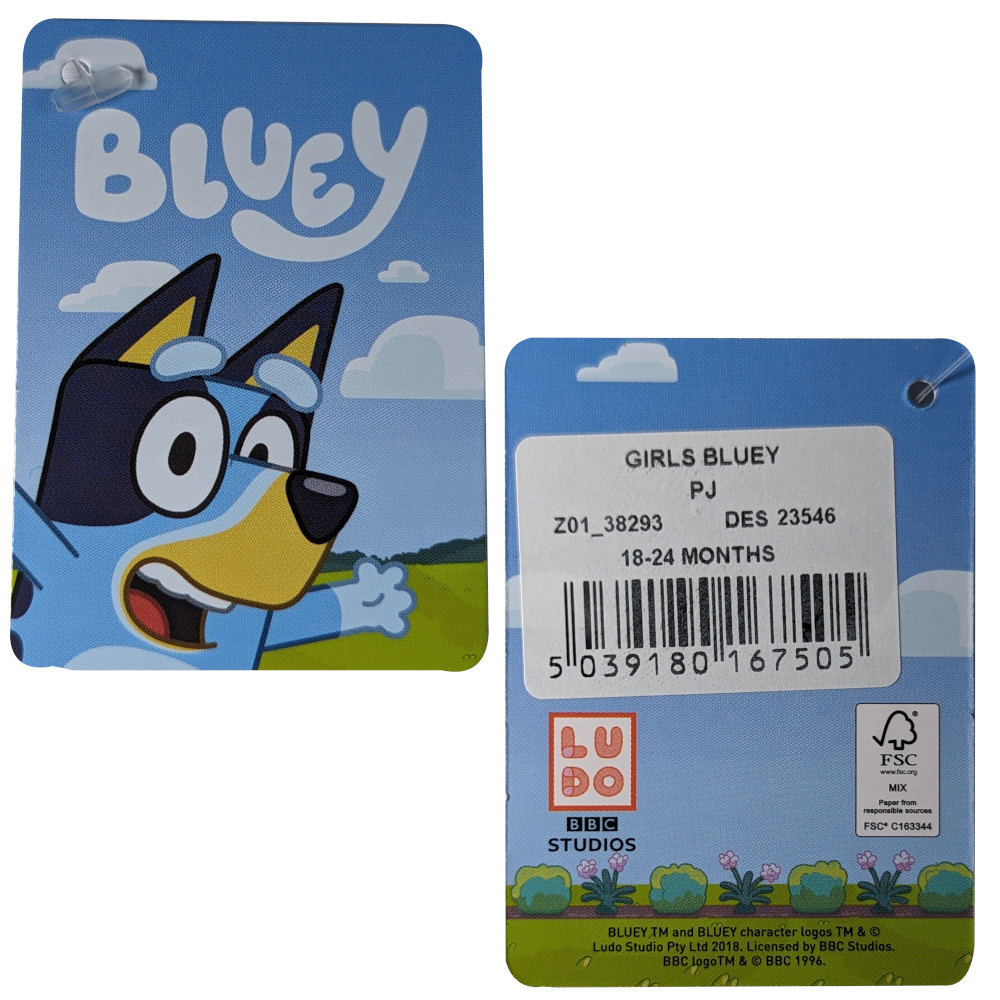 BLUEY
GIRLS BLUEY
PJ
Z01_38293 DES 23546
18-24 MONTHS
5 039180 167505
LU
DO
BBC
STUDIOS
FSC
www.fsc.org
MIX
Paper from
responsible sources
FSC® C163344
BLUEY TM and BLUEY character logos TM & ©
Ludo Studio Pty Ltd 2018. Licensed by BBC Studios.
BBC logoTM & © BBC 1996.